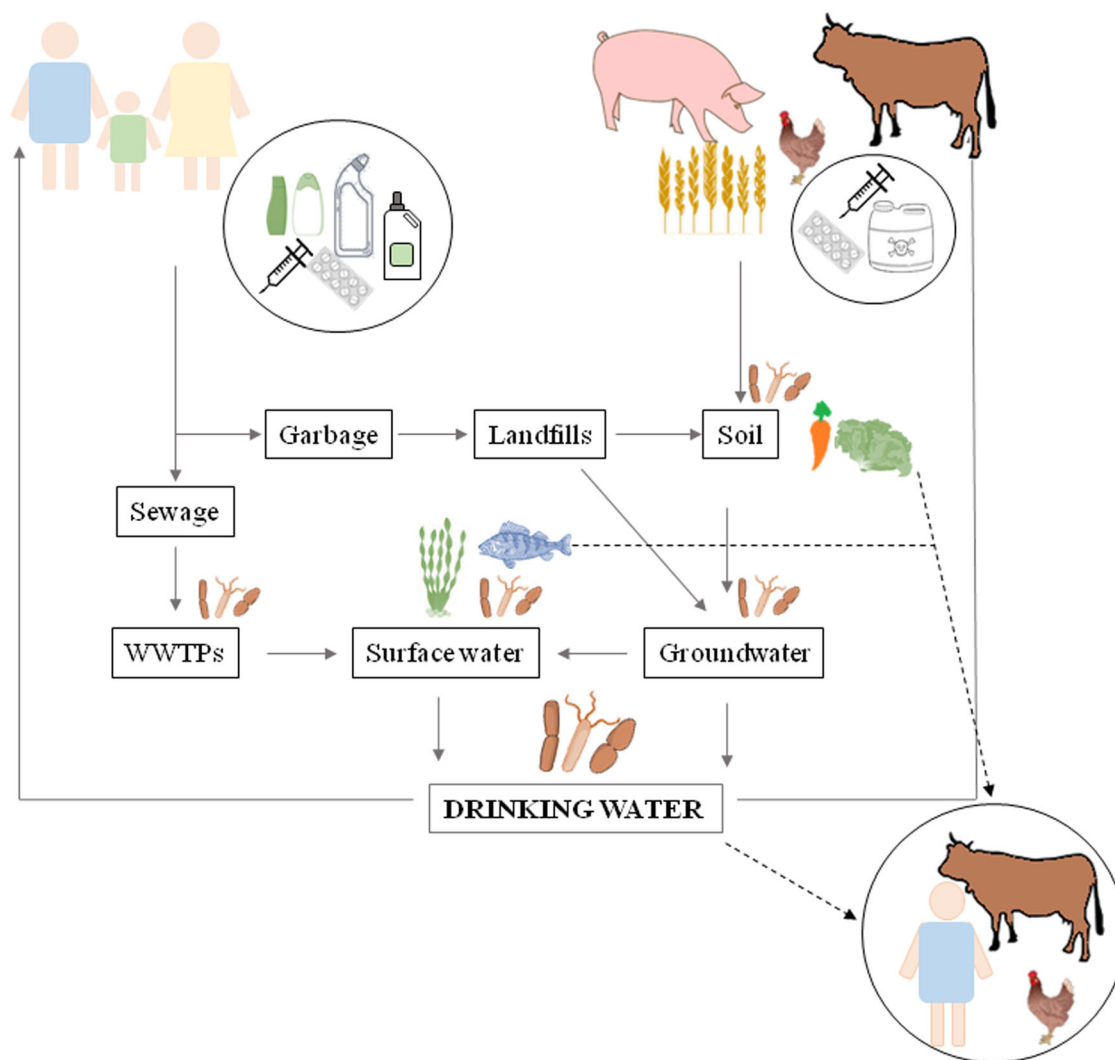 Garbage
Landfills
Soil
Sewage
WWTPs
Surface water
Groundwater
DRINKING WATER